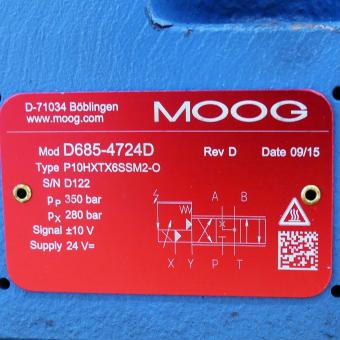 D-71034 Böblingen
www.moog.com
MOOG
Mod D685-4724D Rev D Date 09/15
Type P10HXTX6SSM2-O
S/N D122
pP 350 bar
pX 280 bar
Signal ±10 V
Supply 24 V=
A B
X Y P T